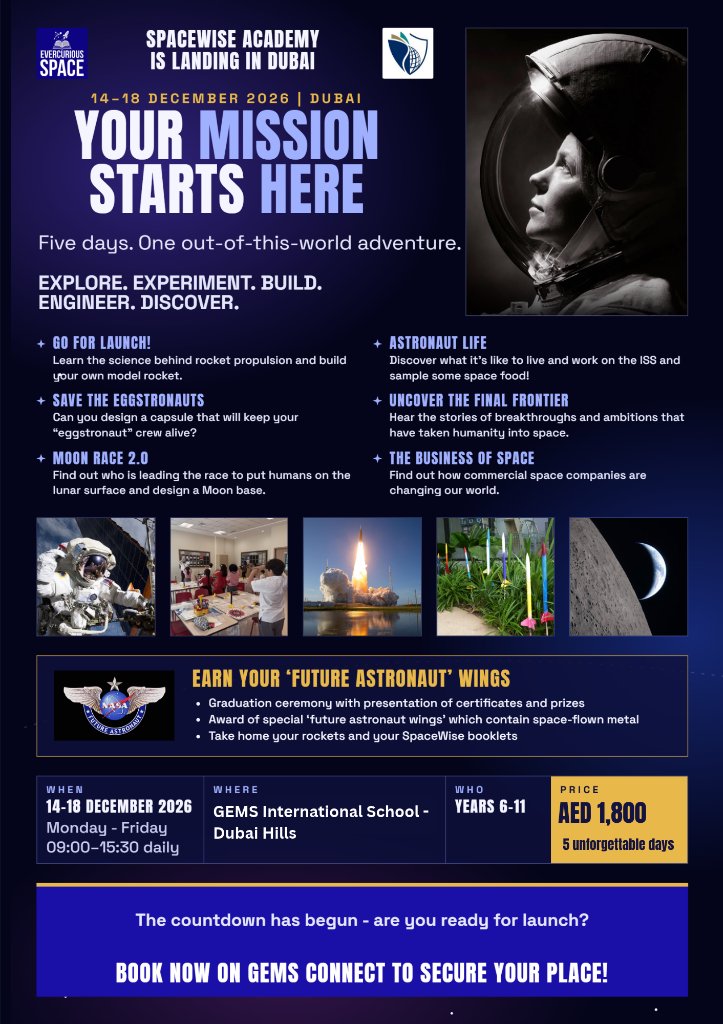 EVERCURIOUS
SPACE
SPACEWISE ACADEMY
IS LANDING IN DUBAI
14–18 DECEMBER 2026 | DUBAI
YOUR MISSION
STARTS HERE
Five days. One out-of-this-world adventure.
EXPLORE. EXPERIMENT. BUILD.
ENGINEER. DISCOVER.
GO FOR LAUNCH!
Learn the science behind rocket propulsion and build
your own model rocket.
SAVE THE EGGSTRONAUTS
Can you design a capsule that will keep your
“eggstronaut” crew alive?
MOON RACE 2.0
Find out who is leading the race to put humans on the
lunar surface and design a Moon base.
ASTRONAUT LIFE
Discover what it’s like to live and work on the ISS and
sample some space food!
UNCOVER THE FINAL FRONTIER
Hear the stories of breakthroughs and ambitions that
have taken humanity into space.
THE BUSINESS OF SPACE
Find out how commercial space companies are
changing our world.
NASA
FUTURE ASTRONAUT
EARN YOUR ‘FUTURE ASTRONAUT’ WINGS
• Graduation ceremony with presentation of certificates and prizes
• Award of special ‘future astronaut wings’ which contain space-flown metal
• Take home your rockets and your SpaceWise booklets
WHEN
14-18 DECEMBER 2026
Monday - Friday
09:00–15:30 daily
WHERE
GEMS International School -
Dubai Hills
WHO
YEARS 6-11
PRICE
AED 1,800
5 unforgettable days
The countdown has begun - are you ready for launch?
BOOK NOW ON GEMS CONNECT TO SECURE YOUR PLACE!